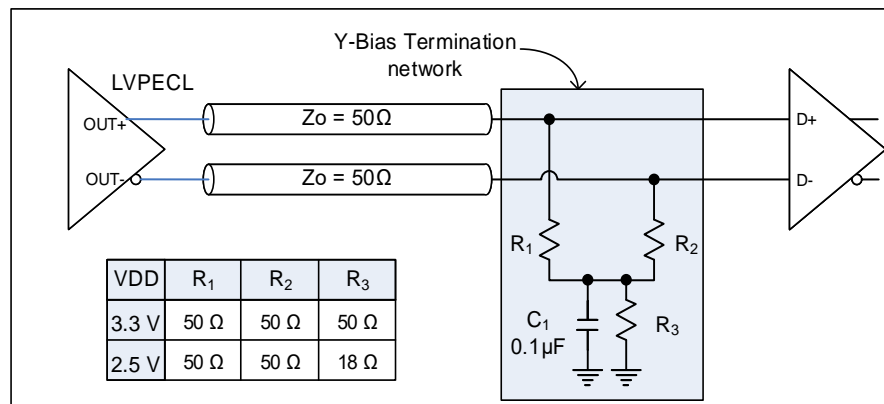 Y-Bias Termination
network
LVPECL
OUT+
OUT-
Zo = 50Ω
Zo = 50Ω
D+
D-
R1
R2
C1
0.1µF
R3
VDD R1 R2 R3
3.3 V 50 Ω 50 Ω 50 Ω
2.5 V 50 Ω 50 Ω 18 Ω